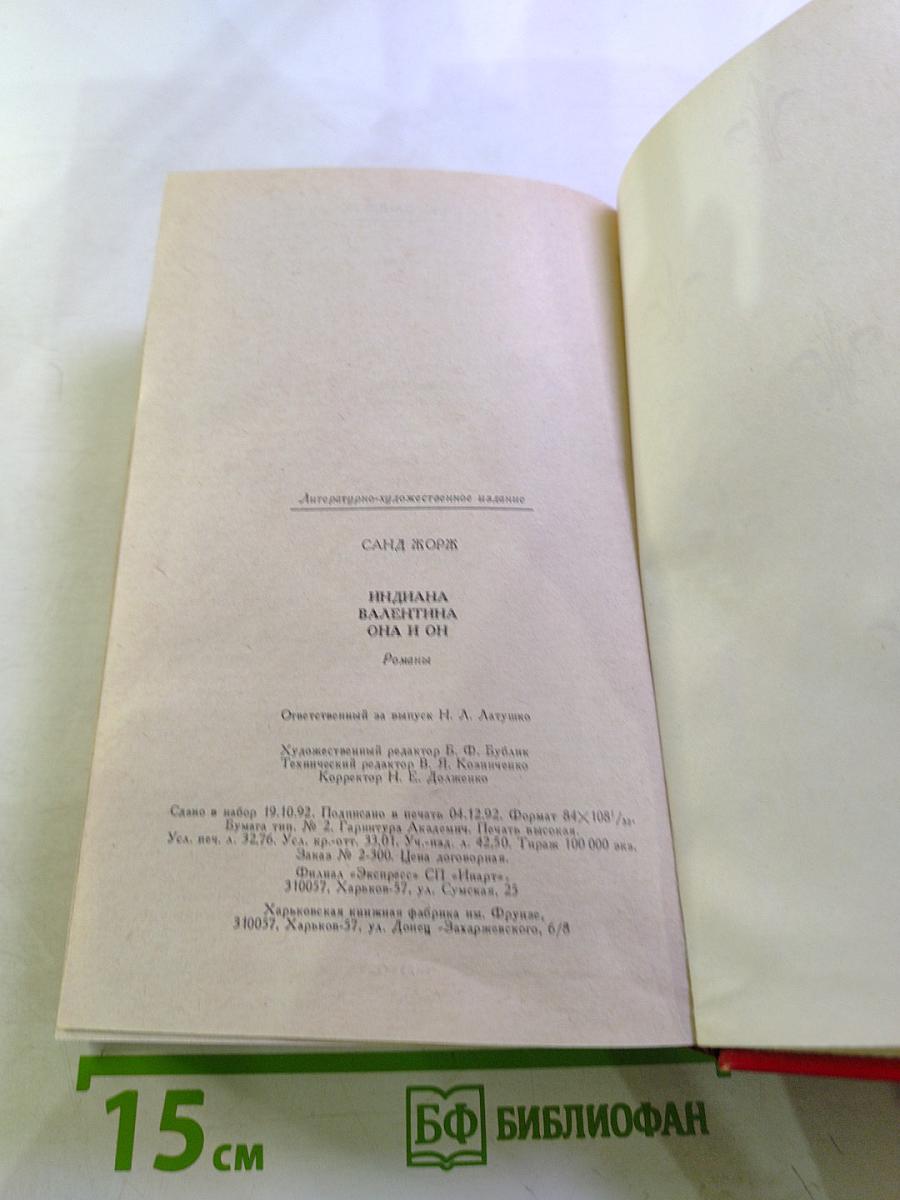 Литературно-художественное издание
САНД ЖОРЖ
ИНДИАНА
ВАЛЕНТИНА
ОНА И ОН
Романы
Ответственный за выпуск Н. Л. Латушко
Художественный редактор Б. Ф. Бублик
Технический редактор В. Я. Козниченко
Корректор Н. Е. Долженко
Сдано в набор 19.10.92. Подписано в печать 04.12.92. Формат 84×108¹/₃₂.
Бумага тип. № 2. Гарнитура Академич. Печать высокая.
Усл. печ. л. 32,76. Усл. кр.-отт. 33,01. Уч.-изд. л. 42,50. Тираж 100 000 экз.
Заказ № 2-300. Цена договорная.
Филиал «Экспресс» СП «Инарт»,
310057, Харьков-57, ул. Сумская, 25
Харьковская книжная фабрика им. Фрунзе,
310057, Харьков-57, ул. Донец -Захаржевского, 6/8
15 см
БФ БИБЛИОФАН